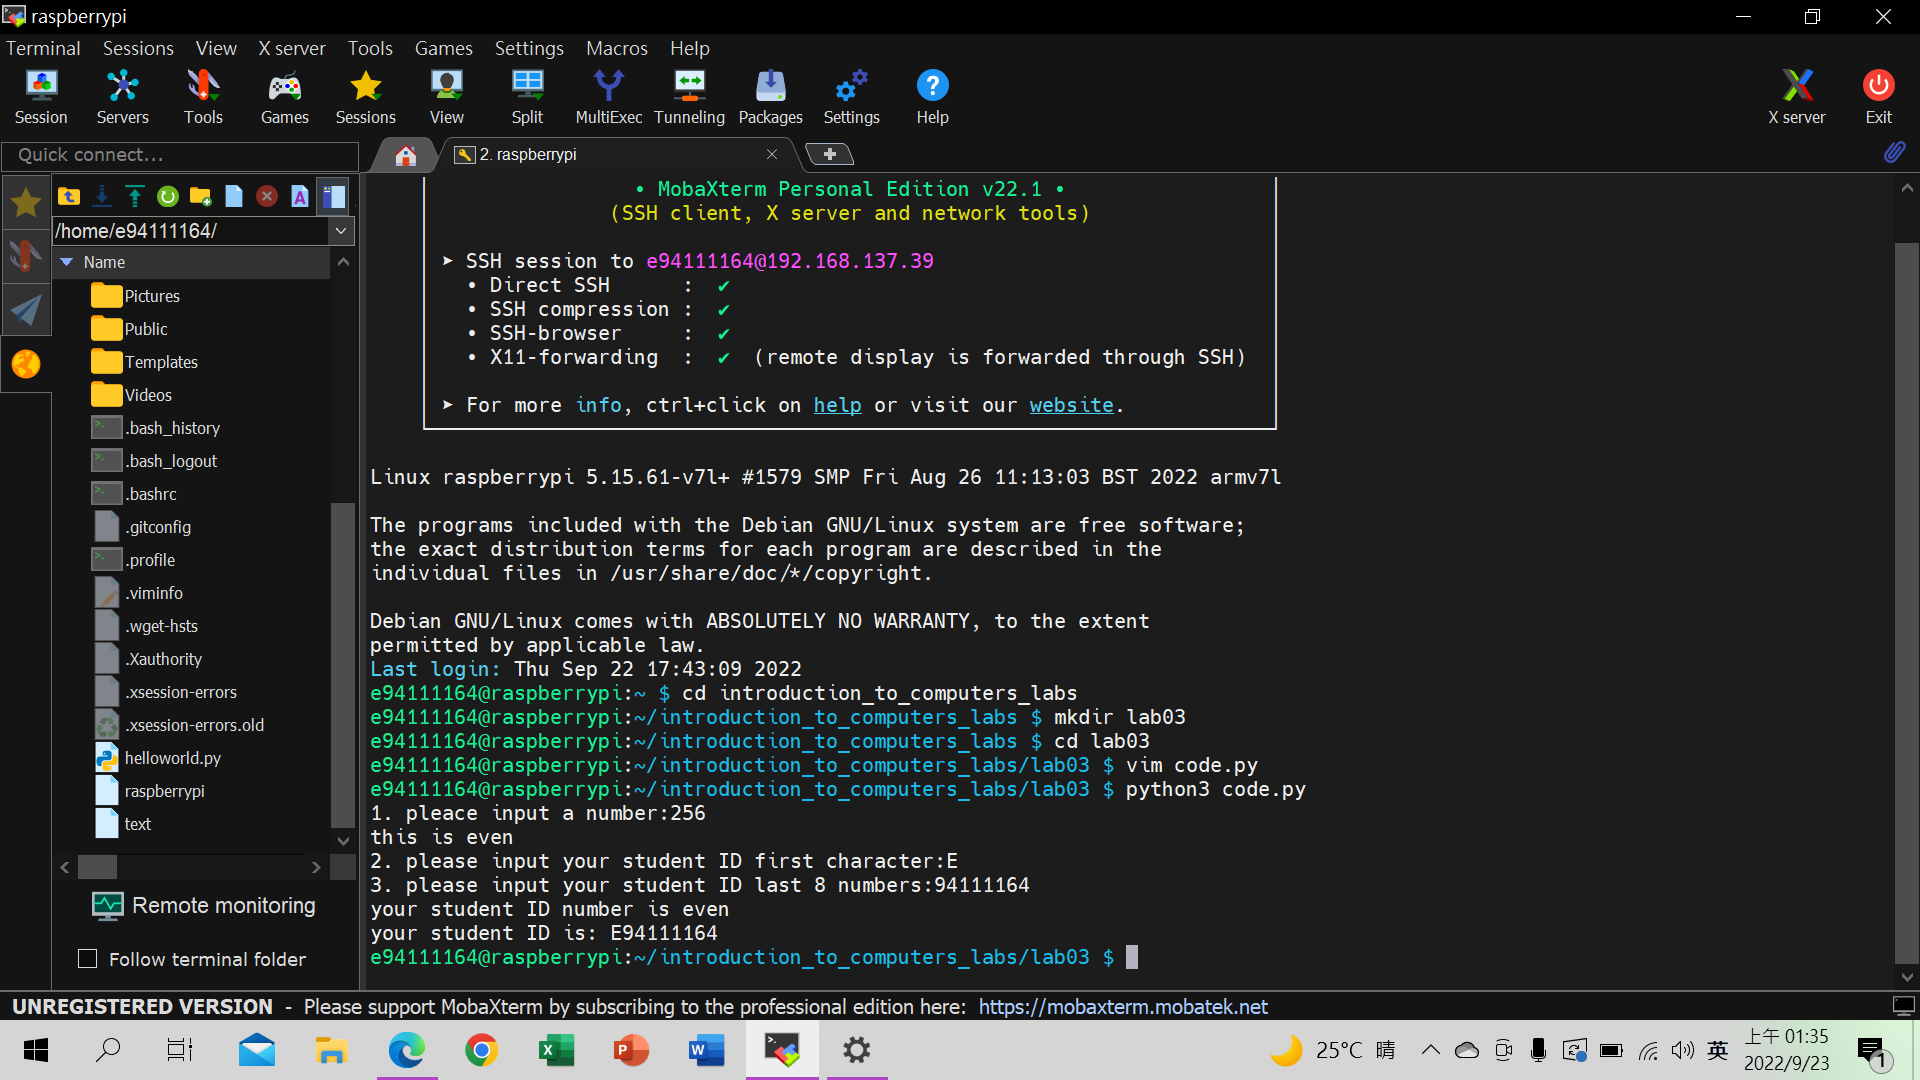 raspberrypi
Terminal Sessions View X server Tools Games Settings Macros Help
Session Servers Tools Games Sessions View Split MultiExec Tunneling Packages Settings Help X server Exit
Quick connect...
2. raspberrypi
/home/e94111164/
Name
Pictures
Public
Templates
Videos
.bash_history
.bash_logout
.bashrc
.gitconfig
.profile
.viminfo
.wget-hsts
.Xauthority
.xsession-errors
.xsession-errors.old
helloworld.py
raspberrypi
text
Remote monitoring
Follow terminal folder
• MobaXterm Personal Edition v22.1 •
(SSH client, X server and network tools)
➤ SSH session to e94111164@192.168.137.39
• Direct SSH : ✔
• SSH compression : ✔
• SSH-browser : ✔
• X11-forwarding : ✔ (remote display is forwarded through SSH)
➤ For more info, ctrl+click on help or visit our website.
Linux raspberrypi 5.15.61-v7l+ #1579 SMP Fri Aug 26 11:13:03 BST 2022 armv7l
The programs included with the Debian GNU/Linux system are free software;
the exact distribution terms for each program are described in the
individual files in /usr/share/doc/*/copyright.
Debian GNU/Linux comes with ABSOLUTELY NO WARRANTY, to the extent
permitted by applicable law.
Last login: Thu Sep 22 17:43:09 2022
e94111164@raspberrypi:~ $ cd introduction_to_computers_labs
e94111164@raspberrypi:~/introduction_to_computers_labs $ mkdir lab03
e94111164@raspberrypi:~/introduction_to_computers_labs $ cd lab03
e94111164@raspberrypi:~/introduction_to_computers_labs/lab03 $ vim code.py
e94111164@raspberrypi:~/introduction_to_computers_labs/lab03 $ python3 code.py
1. pleace input a number:256
this is even
2. please input your student ID first character:E
3. please input your student ID last 8 numbers:94111164
your student ID number is even
your student ID is: E94111164
e94111164@raspberrypi:~/introduction_to_computers_labs/lab03 $
UNREGISTERED VERSION - Please support MobaXterm by subscribing to the professional edition here: https://mobaxterm.mobatek.net
25°C 晴 英 上午 01:35
2022/9/23
1